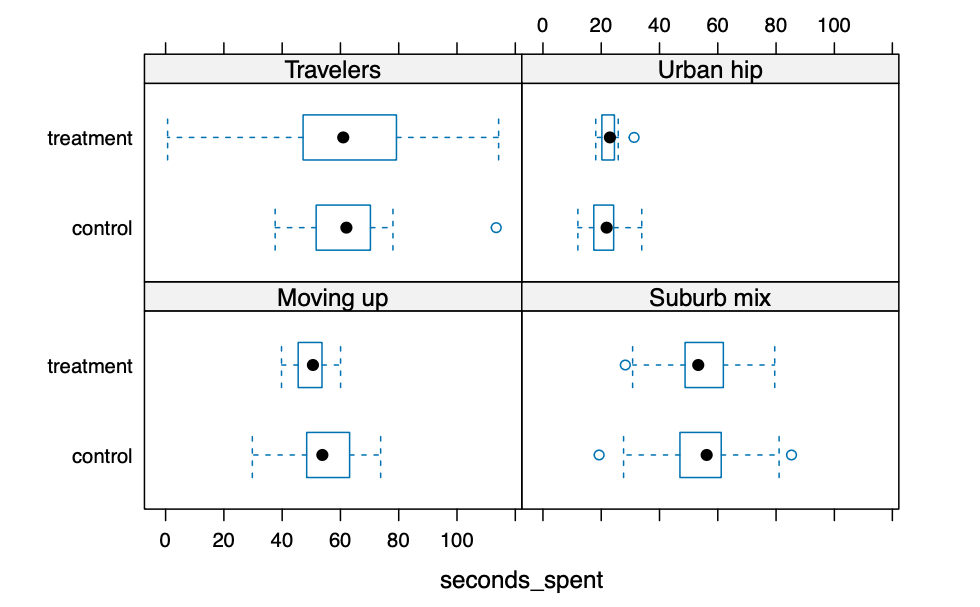 0 20 40 60 80 100
Travelers Urban hip
treatment
control
Moving up Suburb mix
treatment
control
0 20 40 60 80 100
seconds_spent